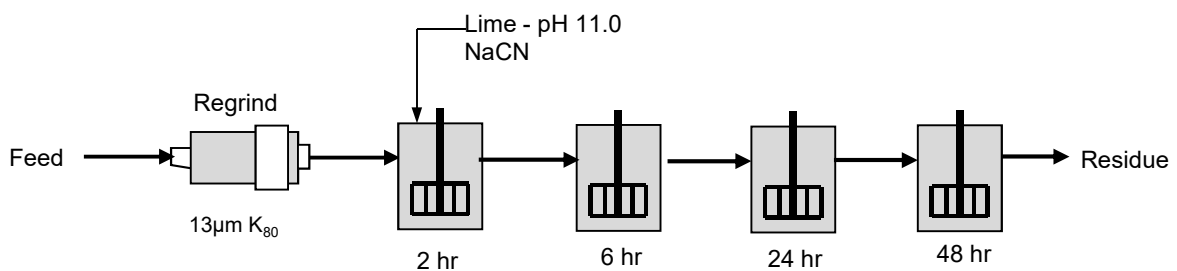 Lime - pH 11.0
NaCN
Regrind
Feed
Residue
13µm K₈₀
2 hr
6 hr
24 hr
48 hr